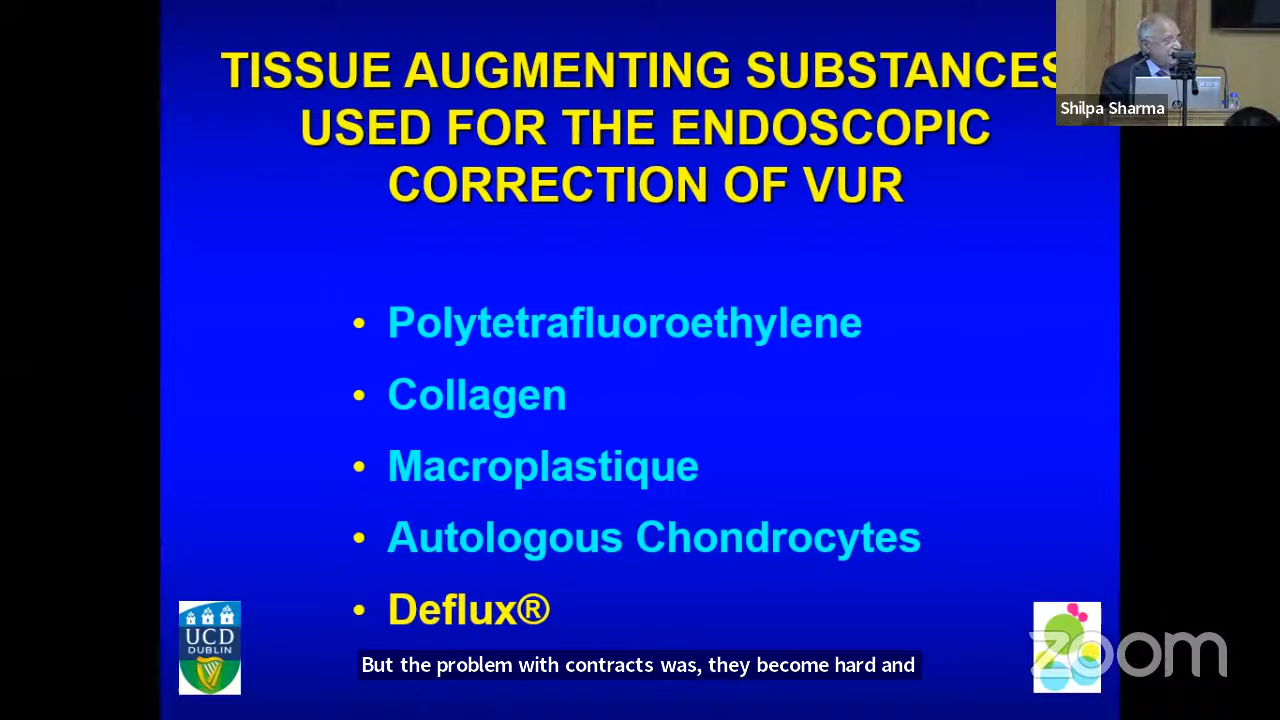 TISSUE AUGMENTING SUBSTANCES
USED FOR THE ENDOSCOPIC
CORRECTION OF VUR
• Polytetrafluoroethylene
• Collagen
• Macroplastique
• Autologous Chondrocytes
• Deflux®
Shilpa Sharma
UCD
DUBLIN
But the problem with contracts was, they become hard and
zoom